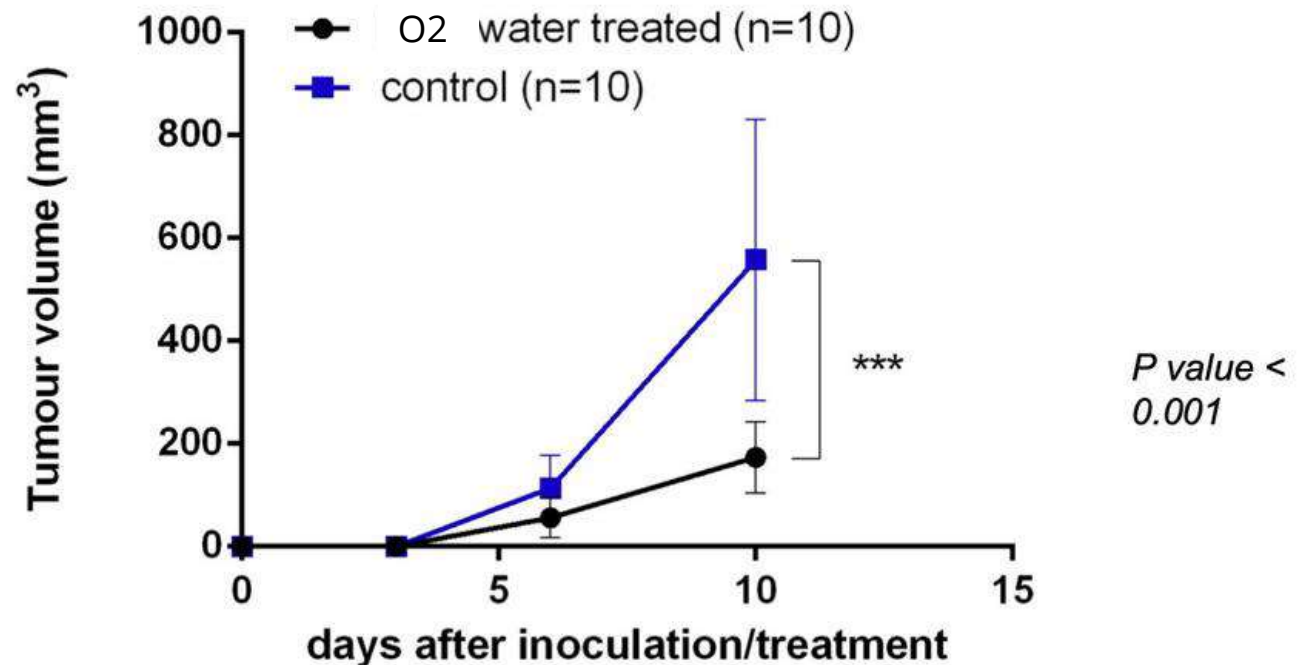 1000
O2 water treated (n=10)
control (n=10)
800
600
400
200
0
Tumour volume (mm³)
***
P value <
0.001
0 5 10 15
days after inoculation/treatment